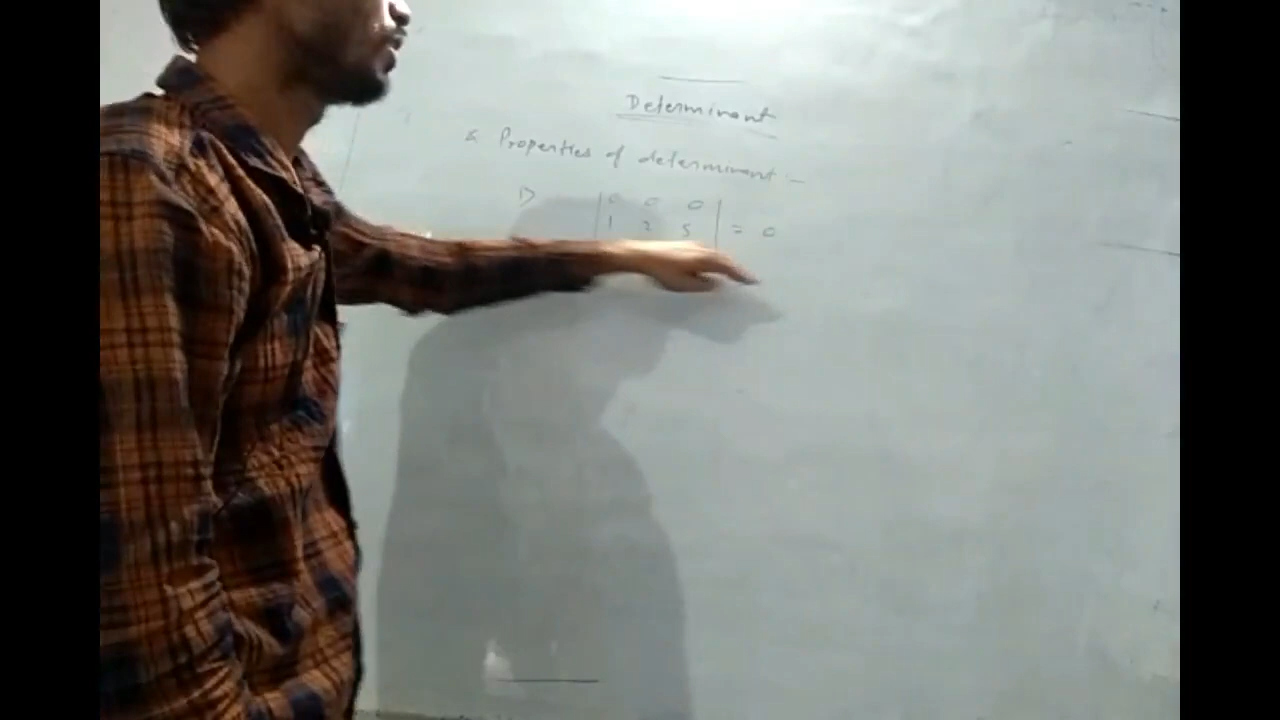 Determinant
* Properties of determinant :-
1) | 0 0 0 |
| 1 2 5 | = 0